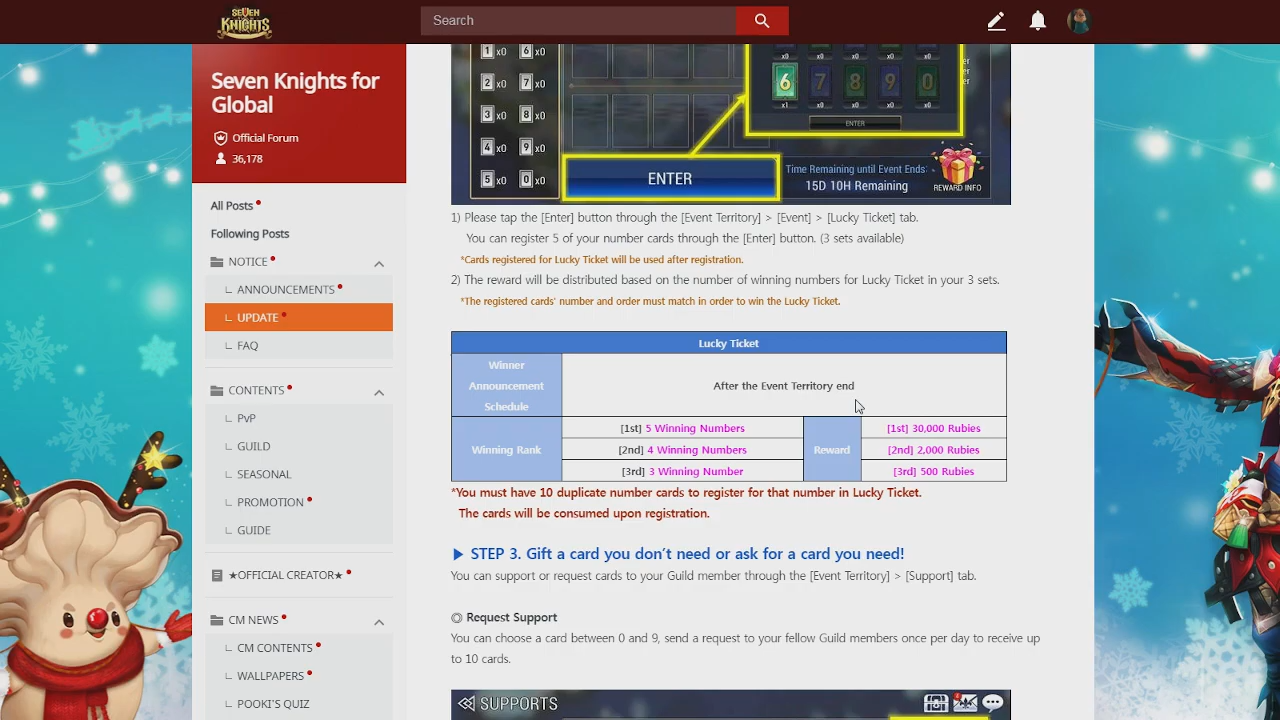 SEVEN
KNIGHTS
Search
Seven Knights for
Global
Official Forum
36,178
All Posts
Following Posts
NOTICE
ANNOUNCEMENTS
UPDATE
FAQ
CONTENTS
PvP
GUILD
SEASONAL
PROMOTION
GUIDE
★OFFICIAL CREATOR★
CM NEWS
CM CONTENTS
WALLPAPERS
POOKI'S QUIZ
1 x0 6 x0
2 x0 7 x0
3 x0 8 x0
4 x0 9 x0
5 x0 0 x0
x0 x0 x0 x0 x0
6 7 8 9 0
x1 x0 x0 x0 x0
ENTER
ENTER
Time Remaining until Event Ends:
15D 10H Remaining
REWARD INFO
1) Please tap the [Enter] button through the [Event Territory] > [Event] > [Lucky Ticket] tab.
You can register 5 of your number cards through the [Enter] button. (3 sets available)
*Cards registered for Lucky Ticket will be used after registration.
2) The reward will be distributed based on the number of winning numbers for Lucky Ticket in your 3 sets.
*The registered cards' number and order must match in order to win the Lucky Ticket.
Lucky Ticket
Winner
Announcement
Schedule
After the Event Territory end
Winning Rank
[1st] 5 Winning Numbers
[2nd] 4 Winning Numbers
[3rd] 3 Winning Number
Reward
[1st] 30,000 Rubies
[2nd] 2,000 Rubies
[3rd] 500 Rubies
*You must have 10 duplicate number cards to register for that number in Lucky Ticket.
The cards will be consumed upon registration.
▶ STEP 3. Gift a card you don't need or ask for a card you need!
You can support or request cards to your Guild member through the [Event Territory] > [Support] tab.
◎ Request Support
You can choose a card between 0 and 9, send a request to your fellow Guild members once per day to receive up
to 10 cards.
SUPPORTS